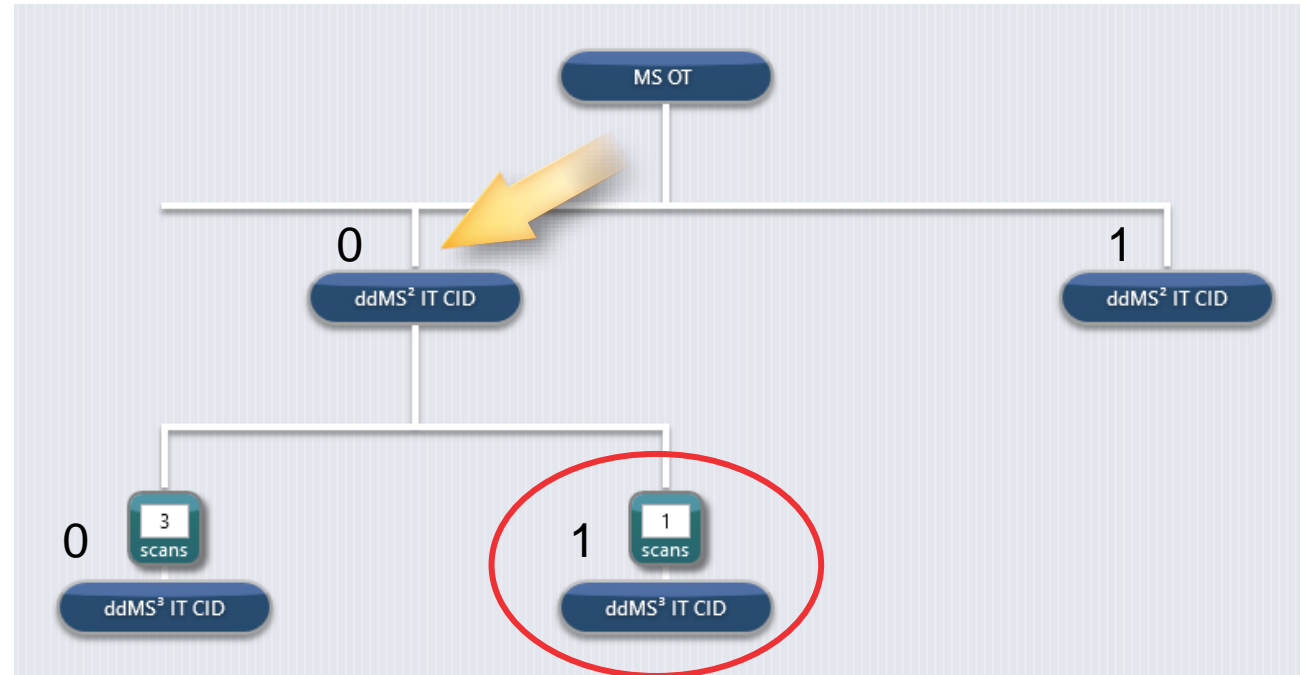 MS OT
0
1
ddMS² IT CID
ddMS² IT CID
0
3
scans
1
1
scans
ddMS³ IT CID
ddMS³ IT CID